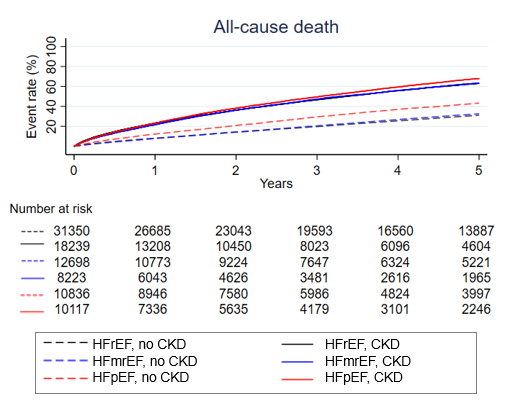 All-cause death
Event rate (%)
100
80
60
40
20
0 1 2 3 4 5
Years
Number at risk
31350 26685 23043 19593 16560 13887
18239 13208 10450 8023 6096 4604
12698 10773 9224 7647 6324 5221
8223 6043 4626 3481 2616 1965
10836 8946 7580 5986 4824 3997
10117 7336 5635 4179 3101 2246
HFrEF, no CKD HFrEF, CKD
HFmrEF, no CKD HFmrEF, CKD
HFpEF, no CKD HFpEF, CKD